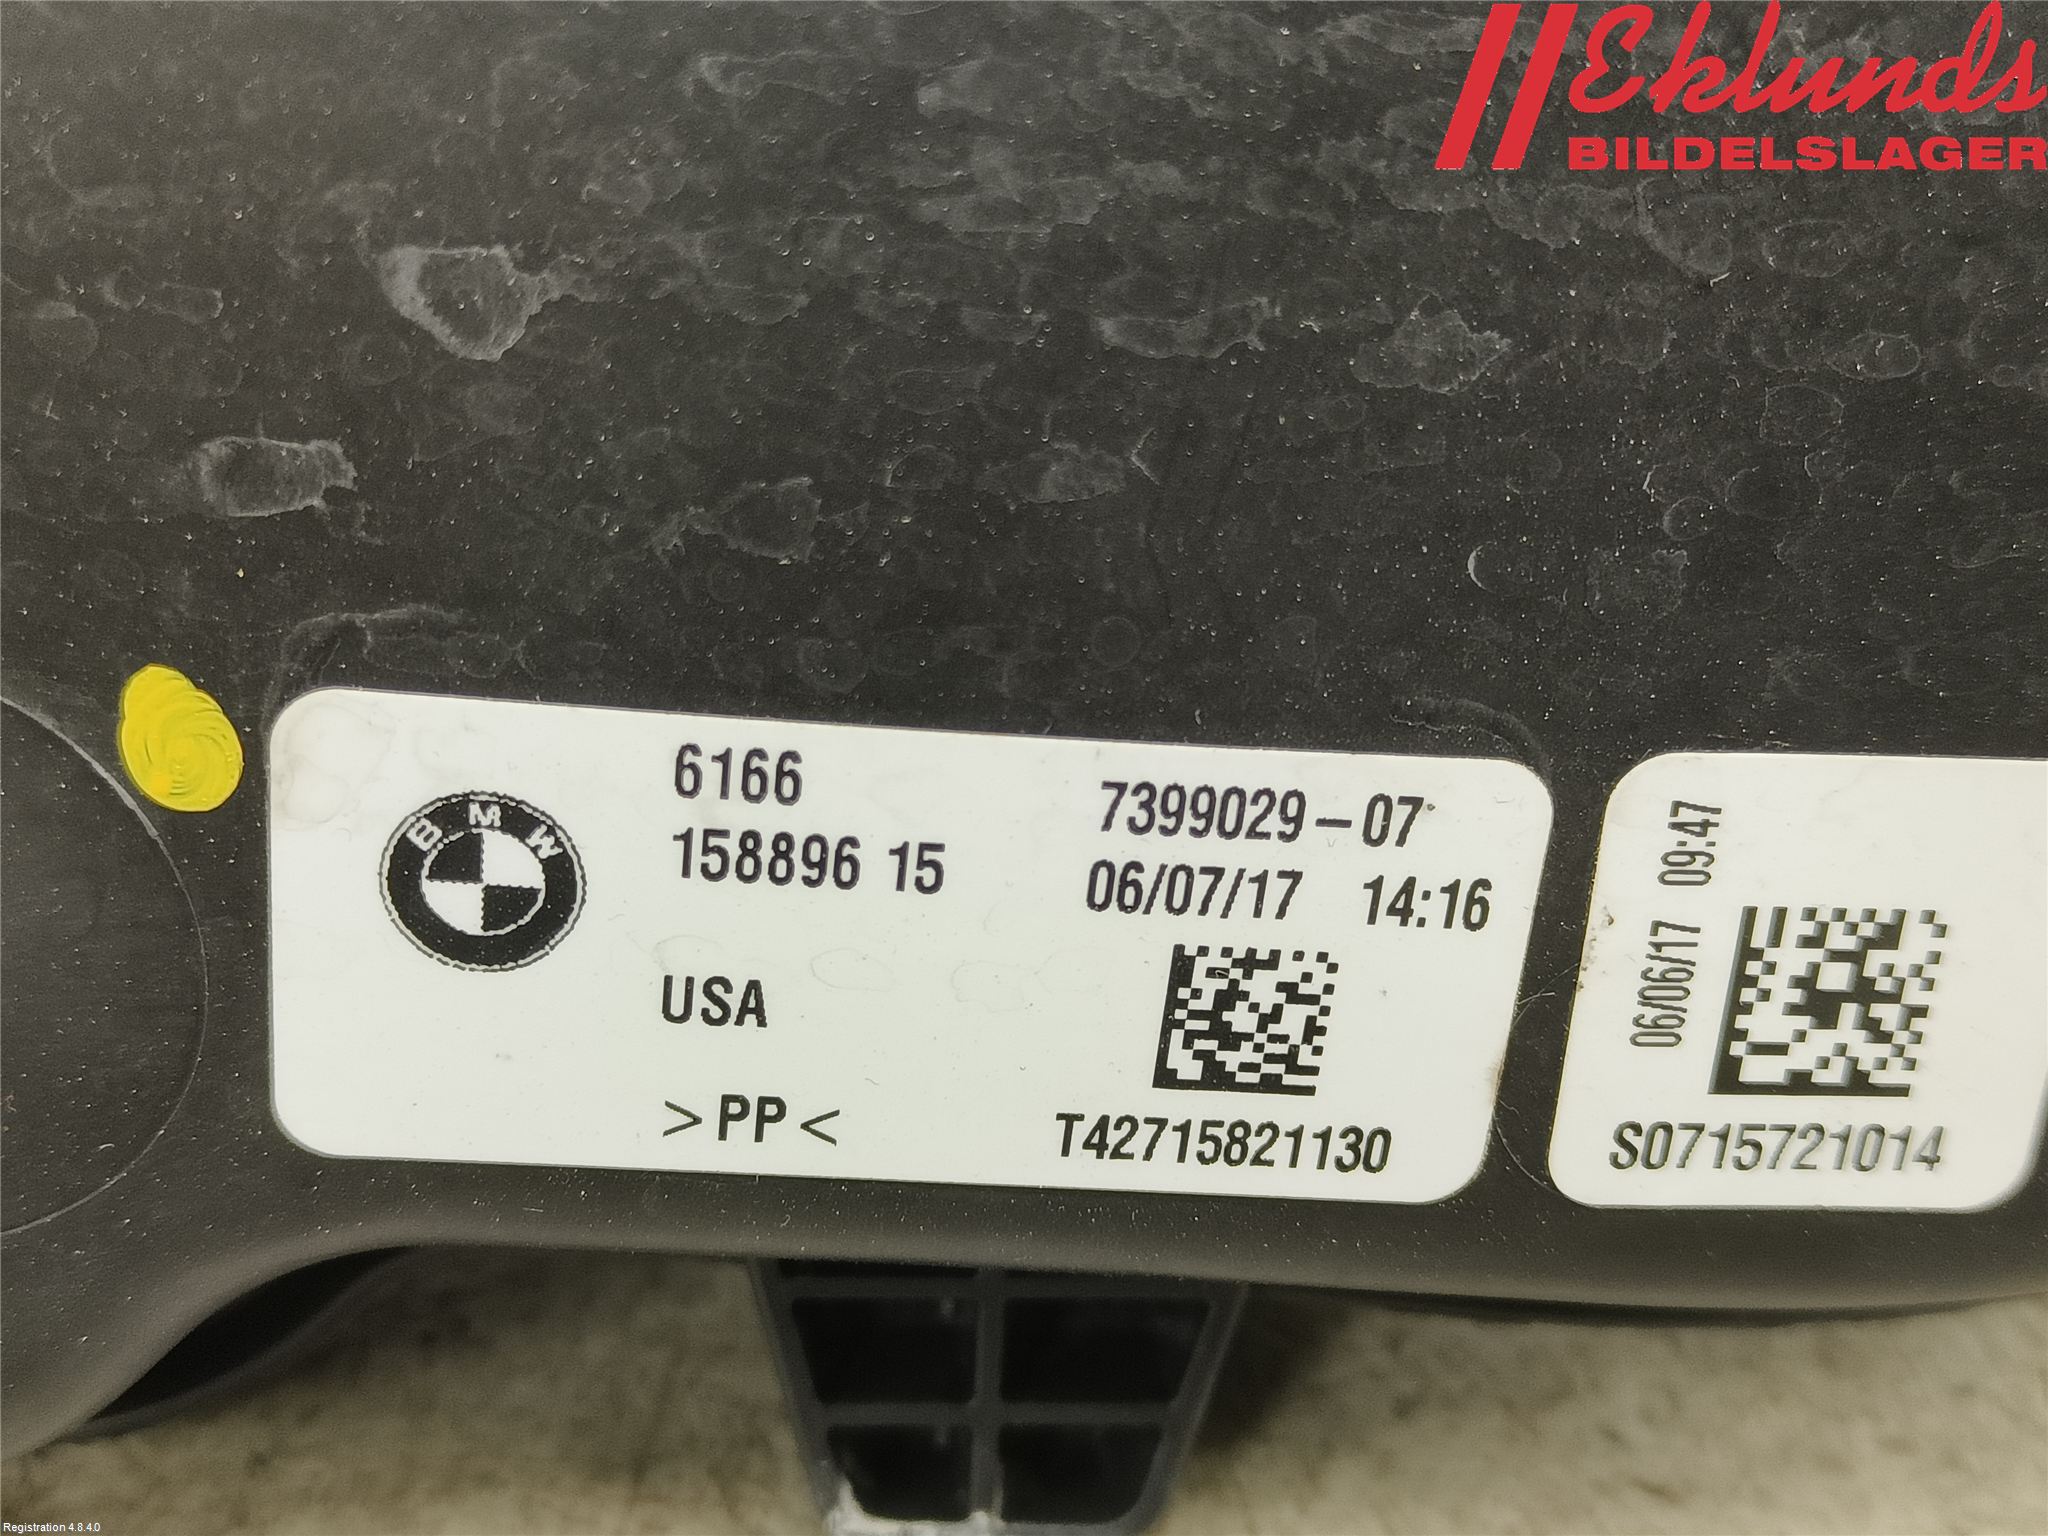 Eklunds
BILDELSLAGER
BMW
6166 7399029-07
158896 15 06/07/17 14:16
USA
>PP<
T42715821130
06/06/17 09:47
S0715721014
Registration 4.8.4.0